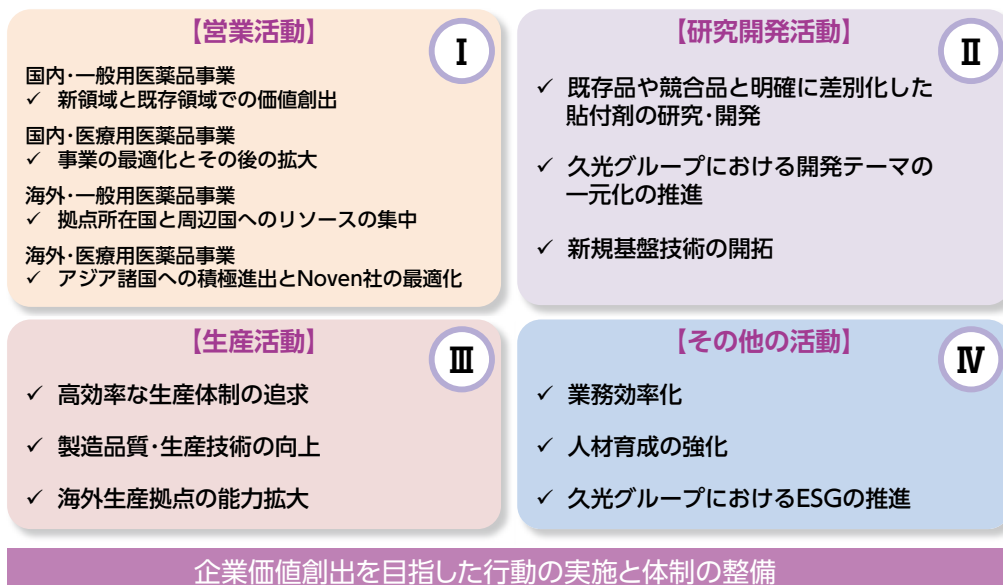 【営業活動】
Ⅰ
国内・一般用医薬品事業
✓ 新領域と既存領域での価値創出
国内・医療用医薬品事業
✓ 事業の最適化とその後の拡大
海外・一般用医薬品事業
✓ 拠点所在国と周辺国へのリソースの集中
海外・医療用医薬品事業
✓ アジア諸国への積極進出とNoven社の最適化
【研究開発活動】
Ⅱ
✓ 既存品や競合品と明確に差別化した
貼付剤の研究・開発
✓ 久光グループにおける開発テーマの
一元化の推進
✓ 新規基盤技術の開拓
【生産活動】
Ⅲ
✓ 高効率な生産体制の追求
✓ 製造品質・生産技術の向上
✓ 海外生産拠点の能力拡大
【その他の活動】
Ⅳ
✓ 業務効率化
✓ 人材育成の強化
✓ 久光グループにおけるESGの推進
企業価値創出を目指した行動の実施と体制の整備